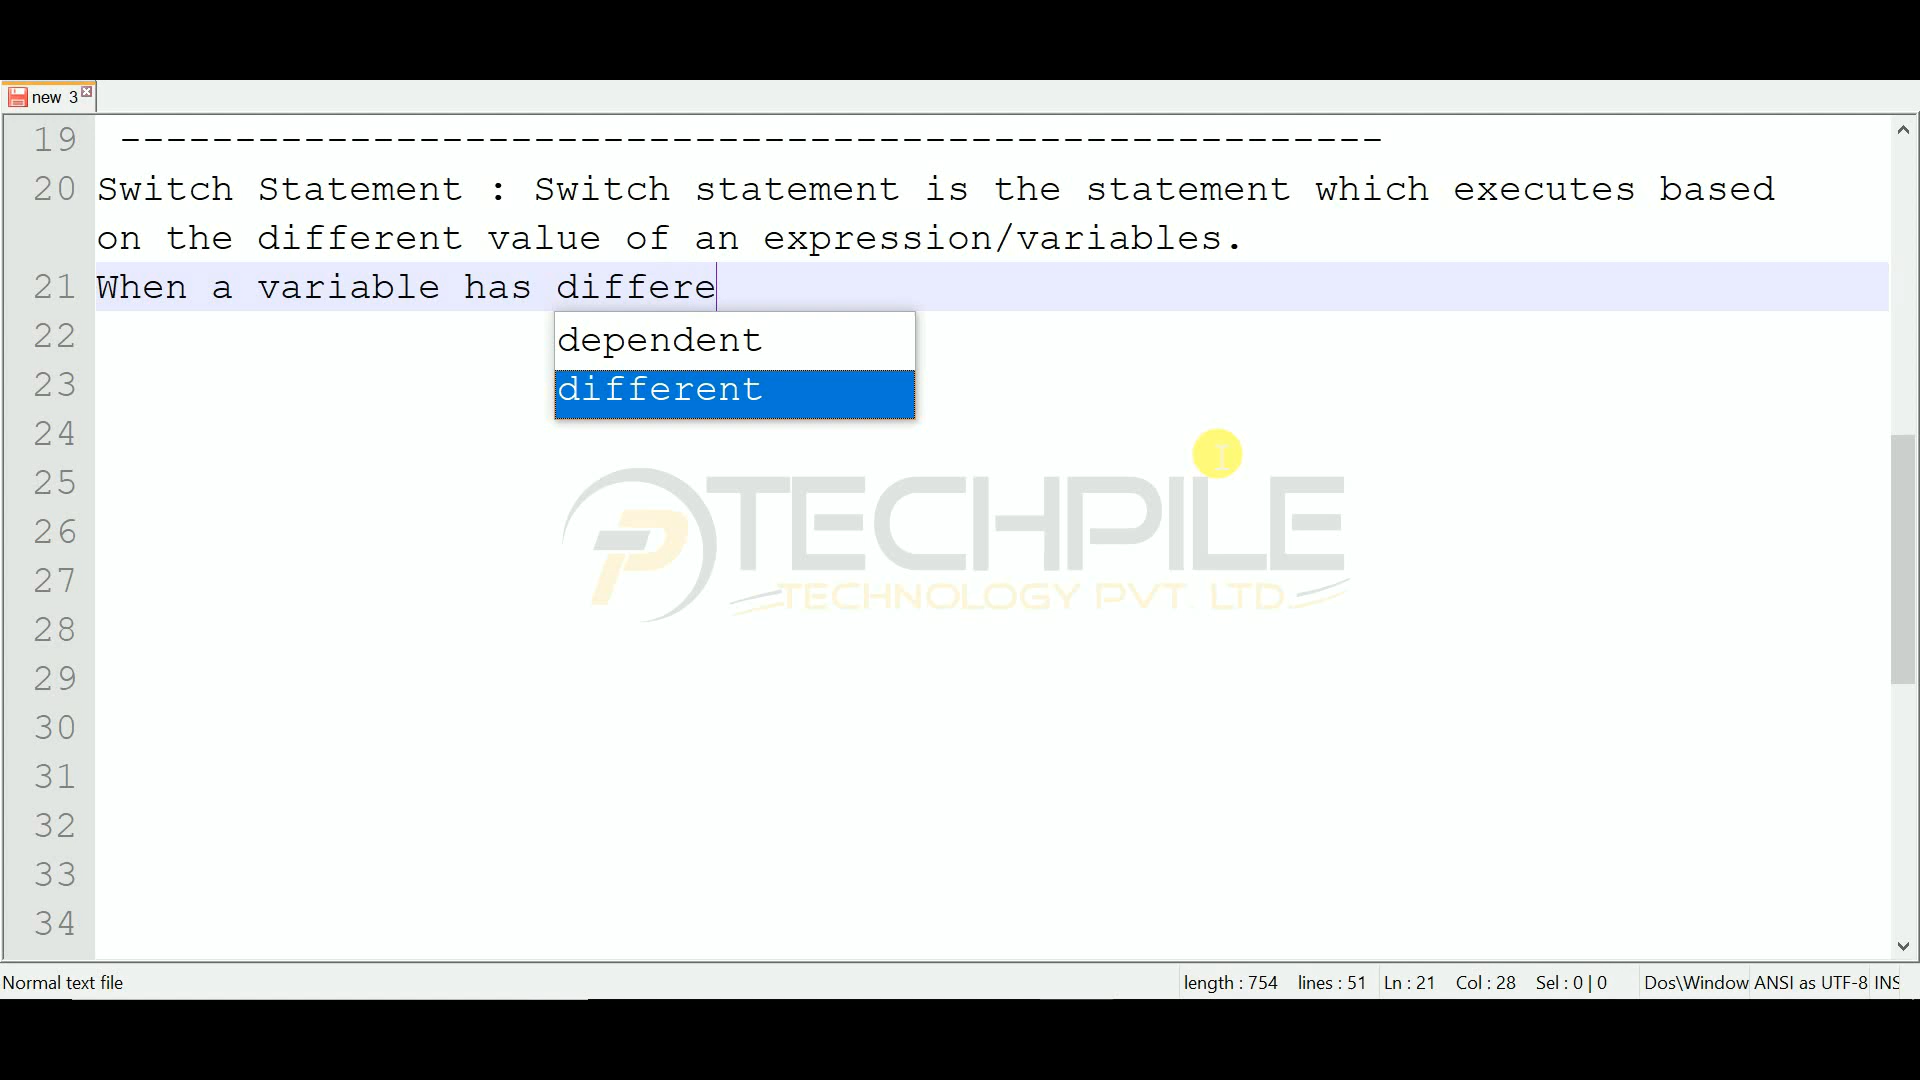 new 3
19 -------------------------------------------------------
20 Switch Statement : Switch statement is the statement which executes based
on the different value of an expression/variables.
21 When a variable has differe
22
dependent
23 different
24
25
26
27
28
29
30
31
32
33
34
TP TECHPILE
TECHNOLOGY PVT. LTD.
Normal text file length : 754 lines : 51 Ln : 21 Col : 28 Sel : 0 | 0 Dos\Window ANSI as UTF-8 INS